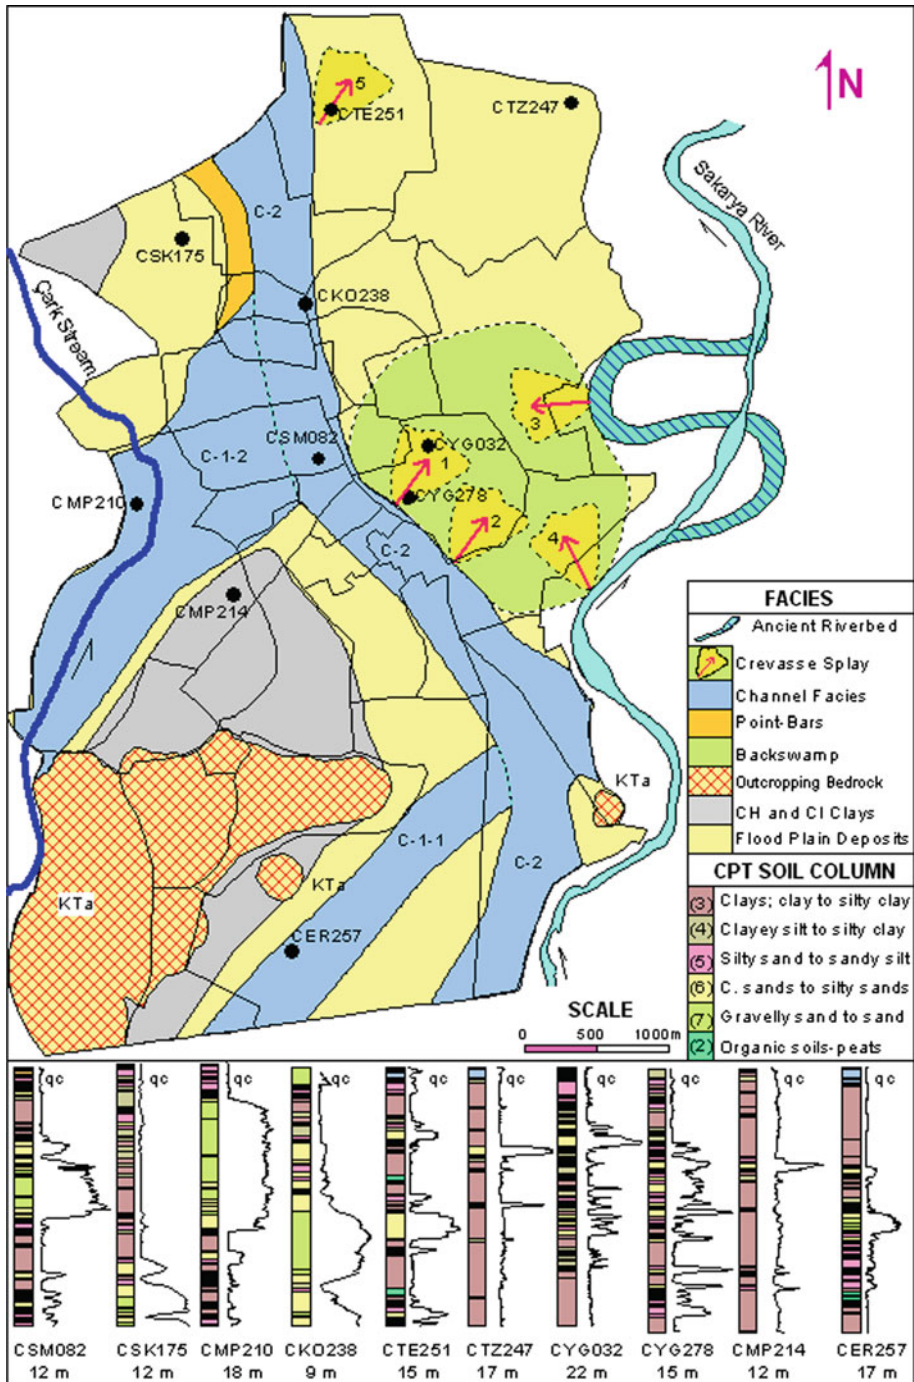 N
5
CTE251
CTZ247
Sakarya River
C-2
CSK175
Çark Stream
CKO238
3
CSM082
CYG032
C-1-2
1
CMP210
CYG278
2
4
C-2
CMP214
KTa
C-1-1
C-2
KTa
KTa
CER257
FACIES
Ancient Riverbed
Crevasse Splay
Channel Facies
Point-Bars
Backswamp
Outcropping Bedrock
CH and CI Clays
Flood Plain Deposits
CPT SOIL COLUMN
(3) Clays; clay to silty clay
(4) Clayey silt to silty clay
(5) Silty sand to sandy silt
(6) C. sands to silty sands
(7) Gravelly sand to sand
(2) Organic soils-peats
SCALE
0 500 1000m
qc qc qc qc qc qc qc qc qc qc
CSM082 CSK175 CMP210 CKO238 CTE251 CTZ247 CYG032 CYG278 CMP214 CER257
12 m 12 m 18 m 9 m 15 m 17 m 22 m 15 m 12 m 17 m